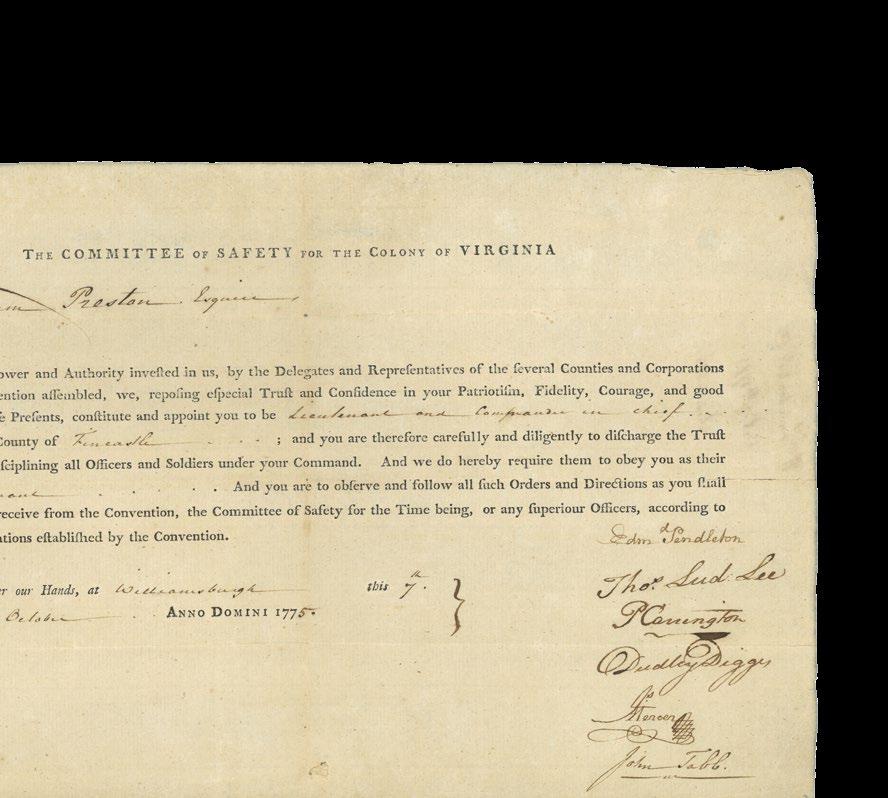 THE COMMITTEE OF SAFETY FOR THE COLONY OF VIRGINIA
Preston Esquire
ower and Authority inveſted in us, by the Delegates and Repreſentatives of the ſeveral Counties and Corporations
ention aſſembled, we, repoſing eſpecial Truſt and Confidence in your Patriotiſm, Fidelity, Courage, and good
e Preſents, conſtitute and appoint you to be Lieutenant and Commander in chief
County of Fincastle ; and you are therefore carefully and diligently to diſcharge the Truſt
ſciplining all Officers and Soldiers under your Command. And we do hereby require them to obey you as their
nant . And you are to obſerve and follow all ſuch Orders and Directions as you ſhall
receive from the Convention, the Committee of Safety for the Time being, or any ſuperiour Officers, according to
ations eſtabliſhed by the Convention.
Edmd Pendleton
Thos. Lud. Lee
P Carrington
Dudley Digges
Js Mercer
John Tabb.
r our Hands, at Williamsburgh this 7th.
October ANNO DOMINI 1775.